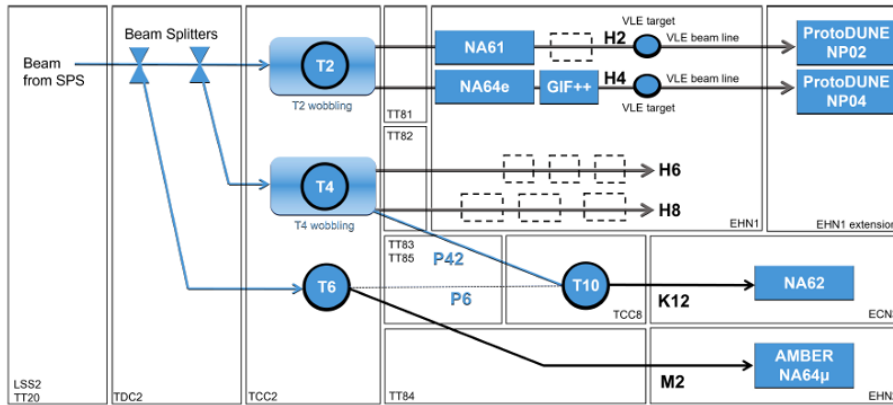 Beam Splitters
Beam
from SPS
T2
T2 wobbling
NA61
H2
VLE target
VLE beam line
ProtoDUNE
NP02
NA64e
GIF++
H4
VLE beam line
VLE target
ProtoDUNE
NP04
TT81
TT82
T4
T4 wobbling
H6
H8
EHN1
EHN1 extension
TT83
TT85
P42
T6
P6
T10
TCC8
K12
NA62
M2
AMBER
NA64μ
LSS2
TT20
TDC2
TCC2
TT84